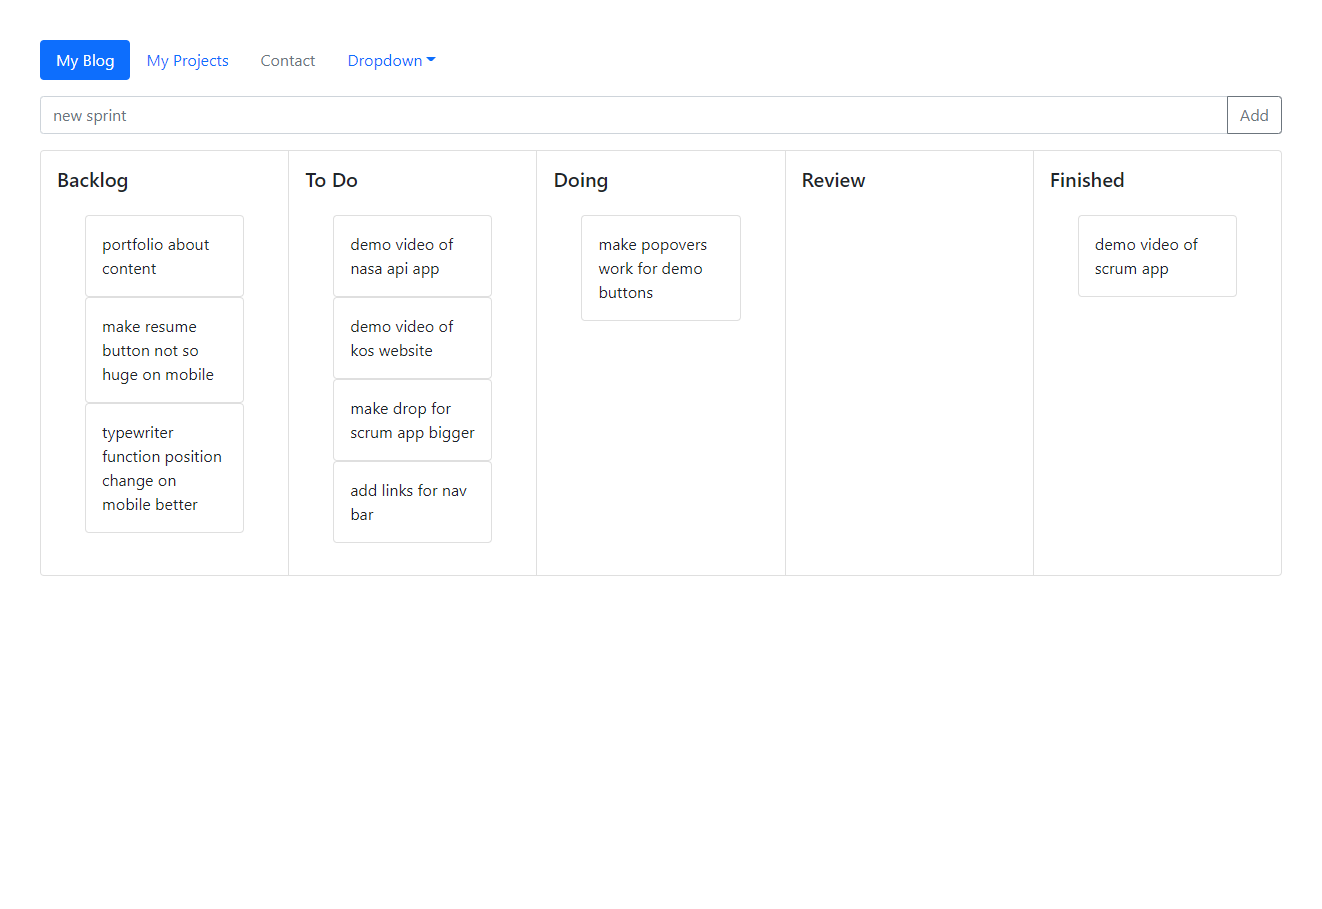 My Blog My Projects Contact Dropdown
new sprint Add
Backlog
portfolio about
content
make resume
button not so
huge on mobile
typewriter
function position
change on
mobile better
To Do
demo video of
nasa api app
demo video of
kos website
make drop for
scrum app bigger
add links for nav
bar
Doing
make popovers
work for demo
buttons
Review
Finished
demo video of
scrum app